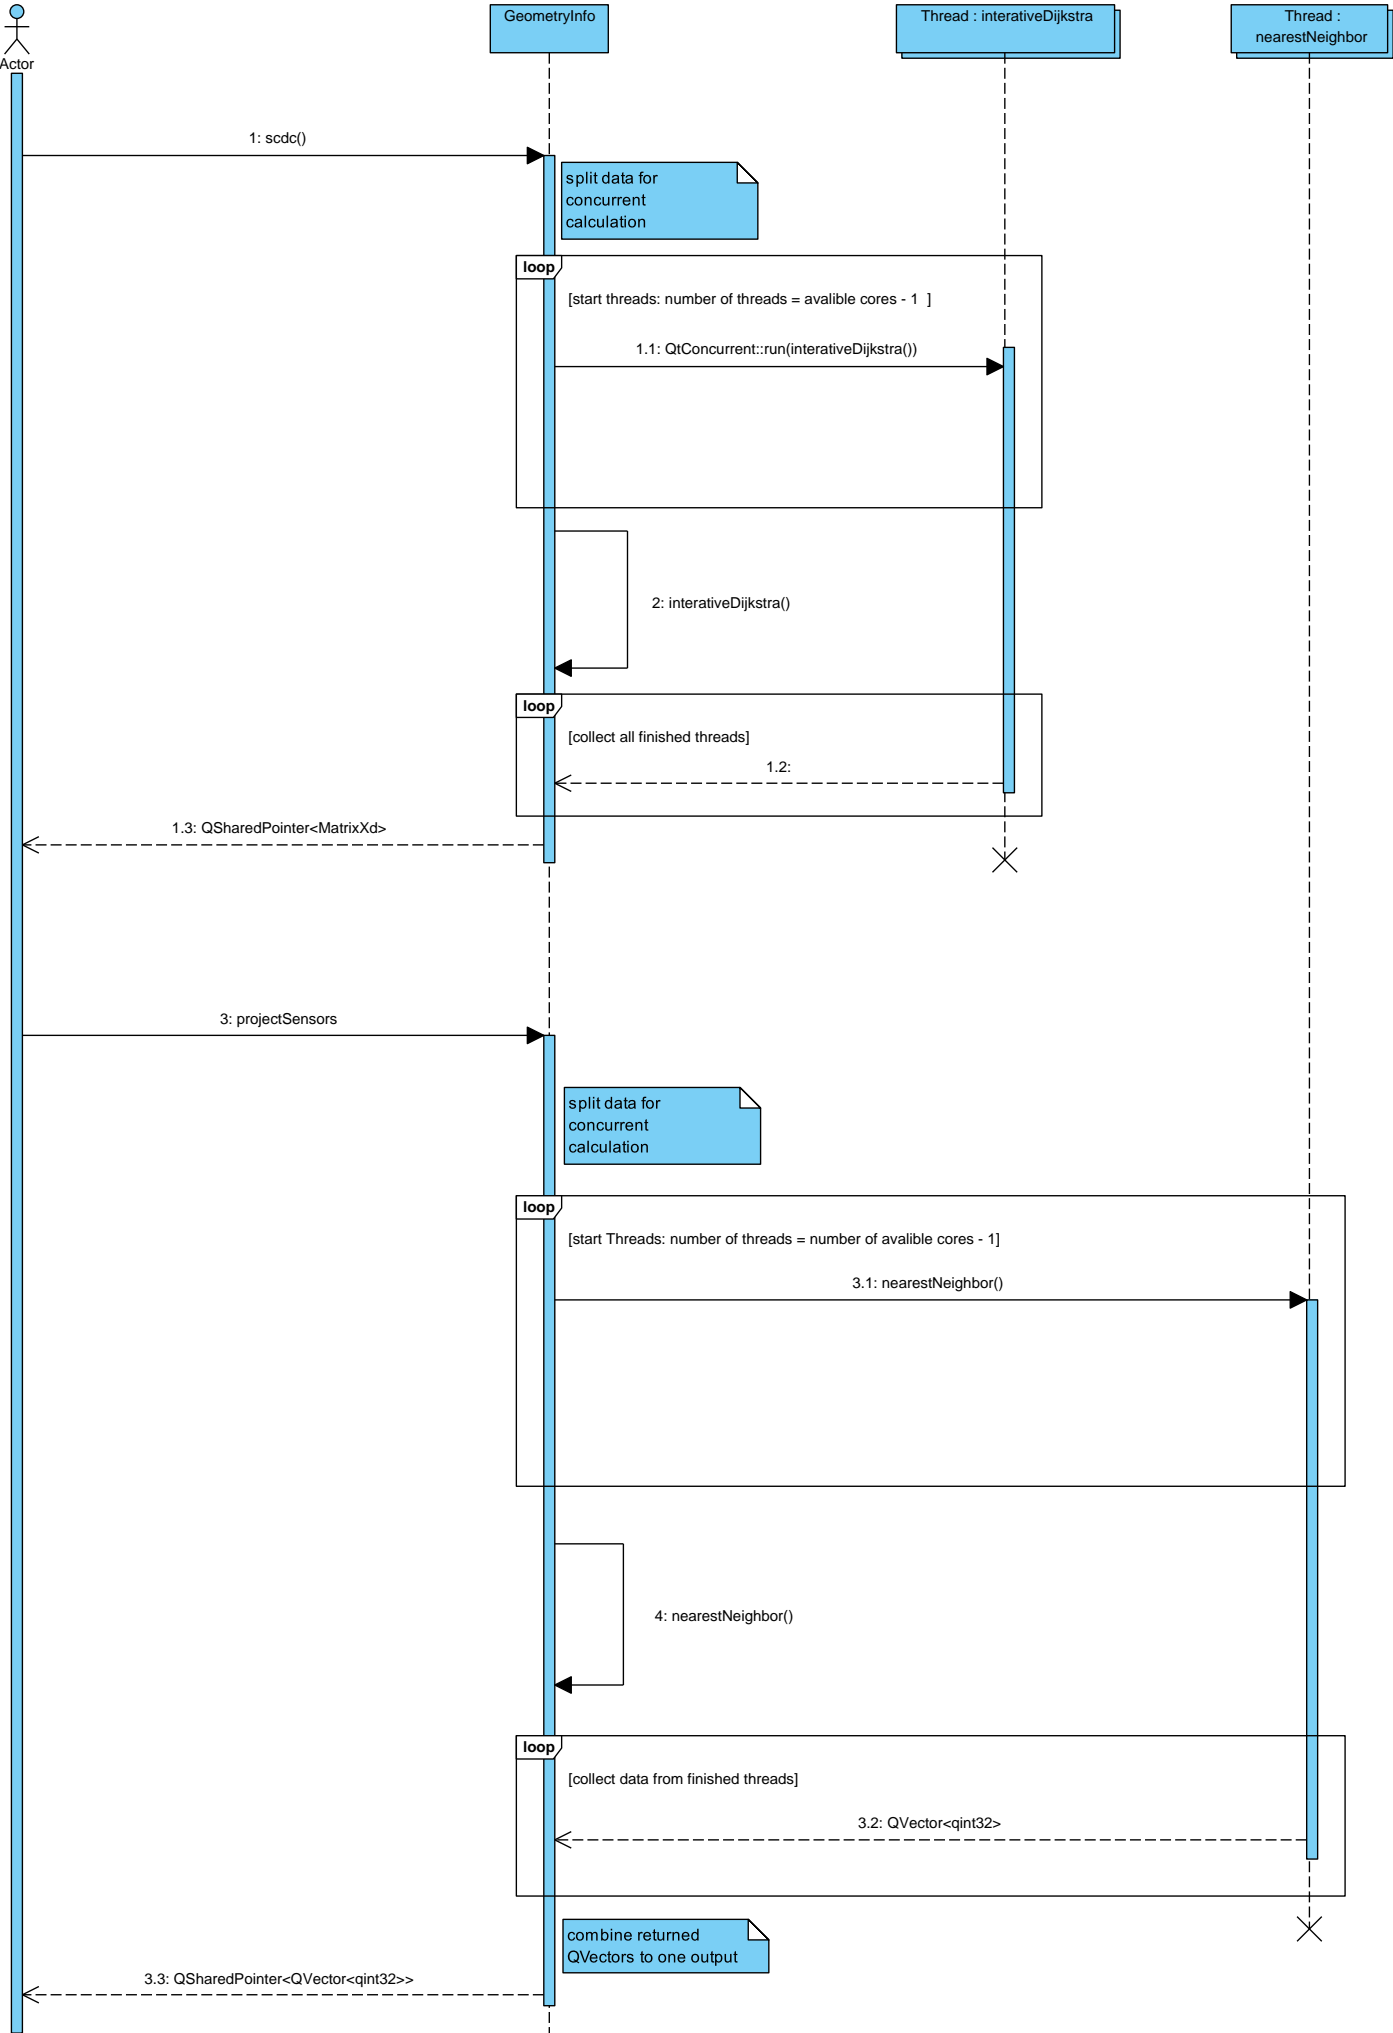 GeometryInfo
Thread : interativeDijkstra
Thread :
nearestNeighbor
Actor
1: scdc()
split data for
concurrent
calculation
loop
[start threads: number of threads = avalible cores - 1 ]
1.1: QtConcurrent::run(interativeDijkstra())
2: interativeDijkstra()
loop
[collect all finished threads]
1.2:
1.3: QSharedPointer<MatrixXd>
3: projectSensors
split data for
concurrent
calculation
loop
[start Threads: number of threads = number of avalible cores - 1]
3.1: nearestNeighbor()
4: nearestNeighbor()
loop
[collect data from finished threads]
3.2: QVector<qint32>
combine returned
QVectors to one output
3.3: QSharedPointer<QVector<qint32>>